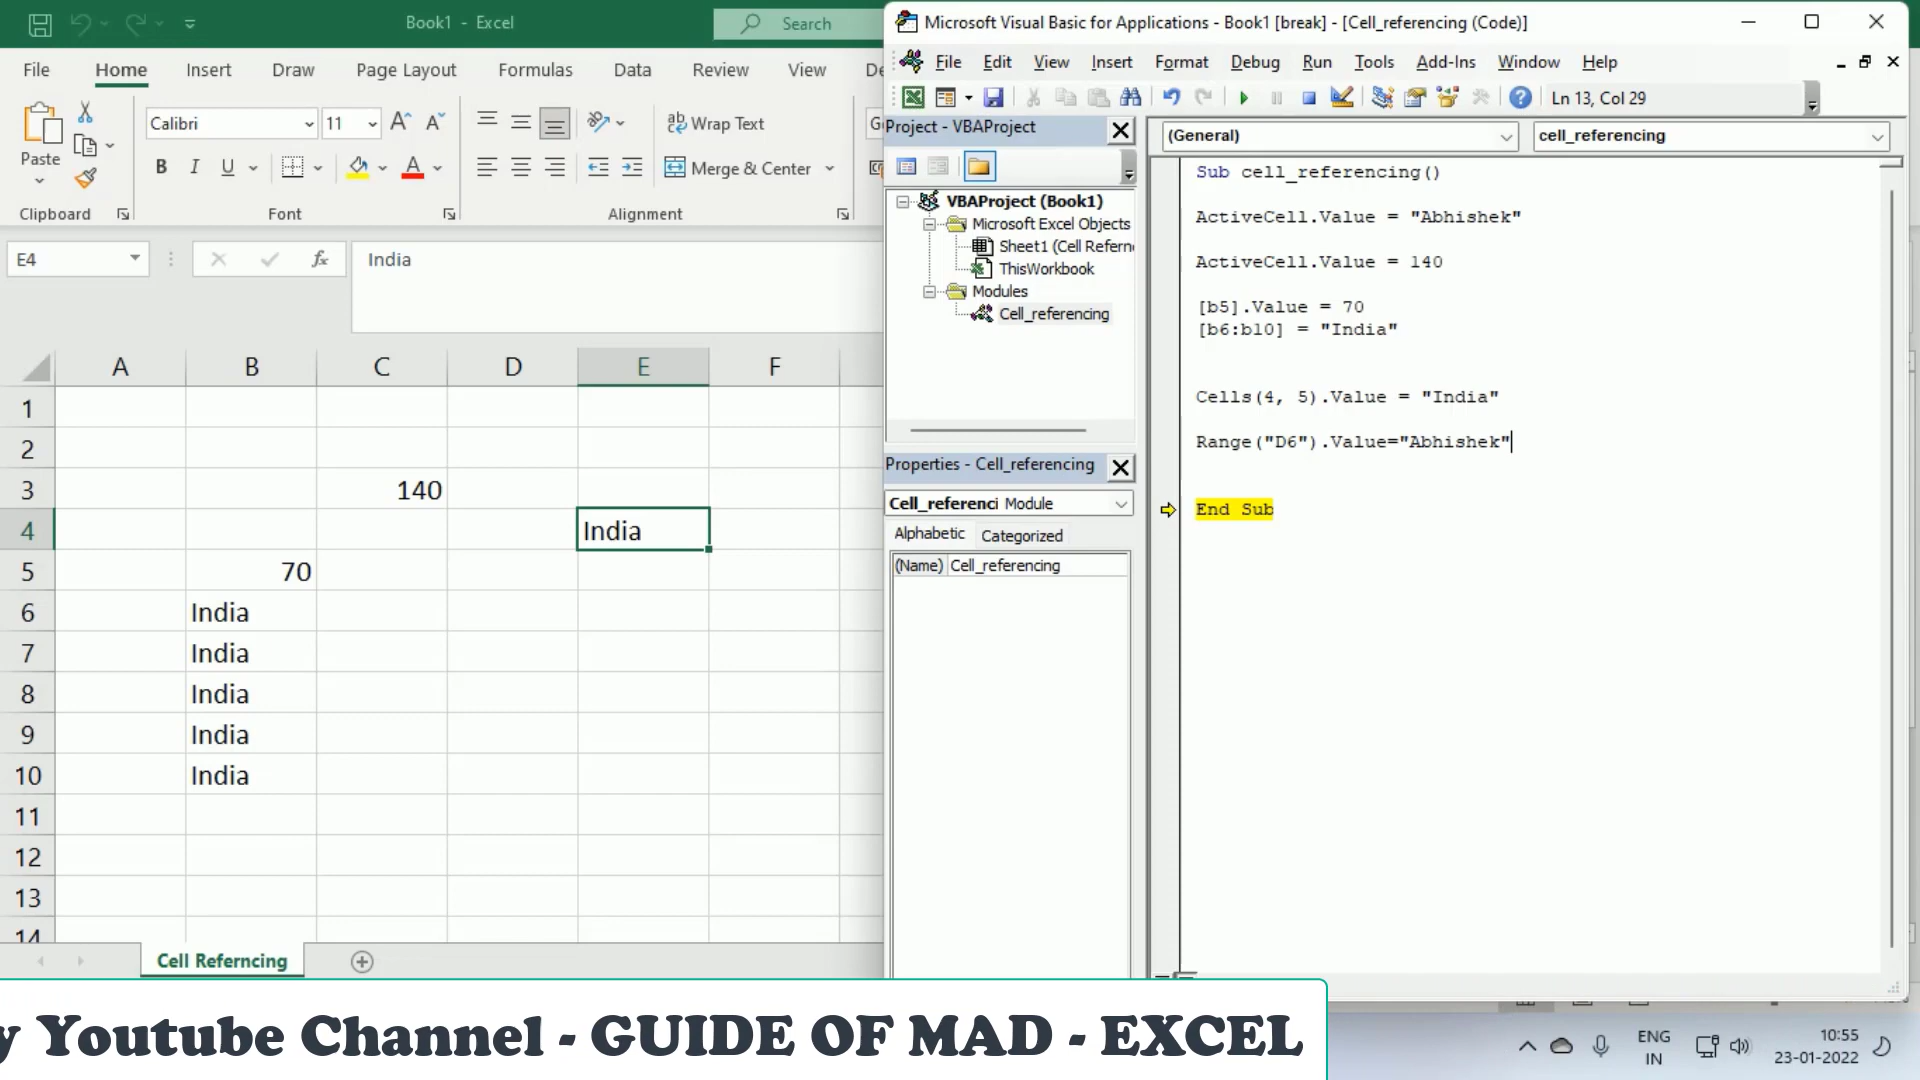 Book1 - Excel
Search
File Home Insert Draw Page Layout Formulas Data Review View
Paste
Calibri 11
Wrap Text
B I U A
Merge & Center
Clipboard Font Alignment
E4 fx India
A B C D E F
1
2
3 140
4 India
5 70
6 India
7 India
8 India
9 India
10 India
11
12
13
14
Cell Referncing
Microsoft Visual Basic for Applications - Book1 [break] - [Cell_referencing (Code)]
File Edit View Insert Format Debug Run Tools Add-Ins Window Help
Ln 13, Col 29
Project - VBAProject
VBAProject (Book1)
Microsoft Excel Objects
Sheet1 (Cell Refern
ThisWorkbook
Modules
Cell_referencing
Properties - Cell_referencing
Cell_referenci Module
Alphabetic Categorized
(Name) Cell_referencing
(General) cell_referencing
Sub cell_referencing()
ActiveCell.Value = "Abhishek"
ActiveCell.Value = 140
[b5].Value = 70
[b6:b10] = "India"
Cells(4, 5).Value = "India"
Range("D6").Value="Abhishek"
End Sub
y Youtube Channel - GUIDE OF MAD - EXCEL
ENG
IN
10:55
23-01-2022